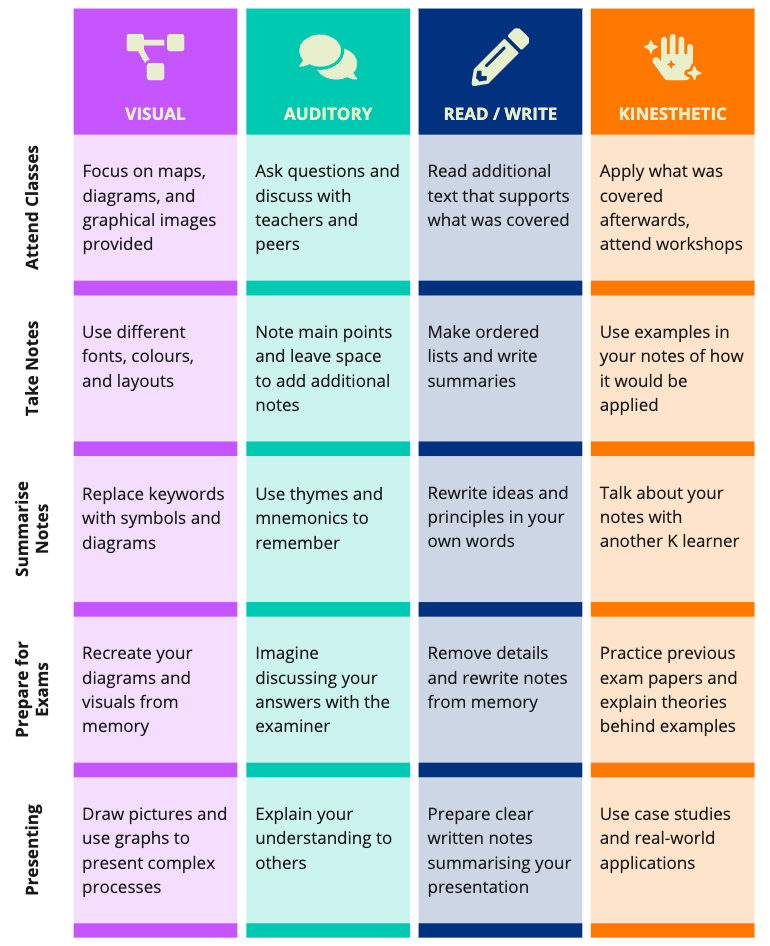 VISUAL
AUDITORY
READ / WRITE
KINESTHETIC
Attend Classes
Focus on maps,
diagrams, and
graphical images
provided
Ask questions and
discuss with
teachers and
peers
Read additional
text that supports
what was covered
Apply what was
covered
afterwards,
attend workshops
Take Notes
Use different
fonts, colours,
and layouts
Note main points
and leave space
to add additional
notes
Make ordered
lists and write
summaries
Use examples in
your notes of how
it would be
applied
Summarise
Notes
Replace keywords
with symbols and
diagrams
Use thymes and
mnemonics to
remember
Rewrite ideas and
principles in your
own words
Talk about your
notes with
another K learner
Prepare for
Exams
Recreate your
diagrams and
visuals from
memory
Imagine
discussing your
answers with the
examiner
Remove details
and rewrite notes
from memory
Practice previous
exam papers and
explain theories
behind examples
Presenting
Draw pictures and
use graphs to
present complex
processes
Explain your
understanding to
others
Prepare clear
written notes
summarising your
presentation
Use case studies
and real-world
applications